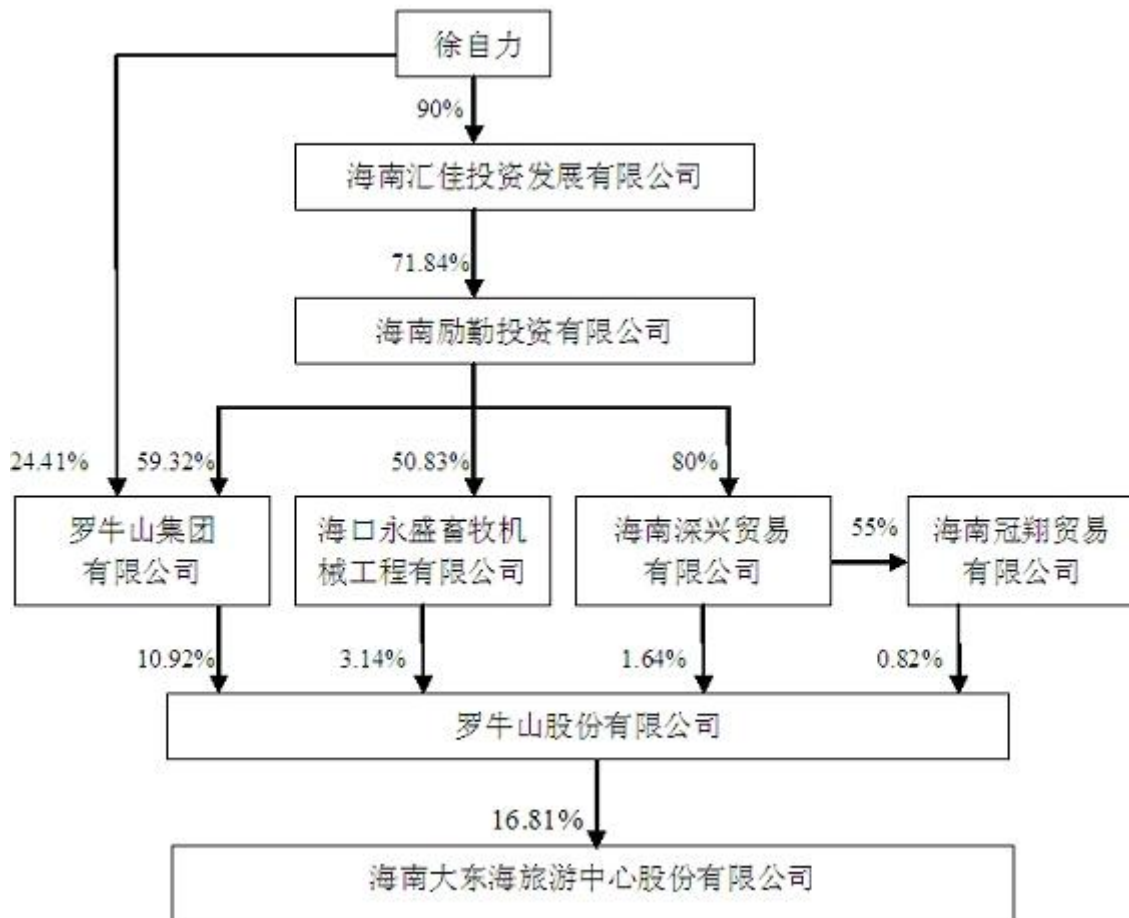 徐自力
90%
海南汇佳投资发展有限公司
71.84%
海南励勤投资有限公司
24.41%
59.32%
50.83%
80%
罗牛山集团
有限公司
海口永盛畜牧机
械工程有限公司
海南深兴贸易
有限公司
55%
海南冠翔贸易
有限公司
10.92%
3.14%
1.64%
0.82%
罗牛山股份有限公司
16.81%
海南大东海旅游中心股份有限公司